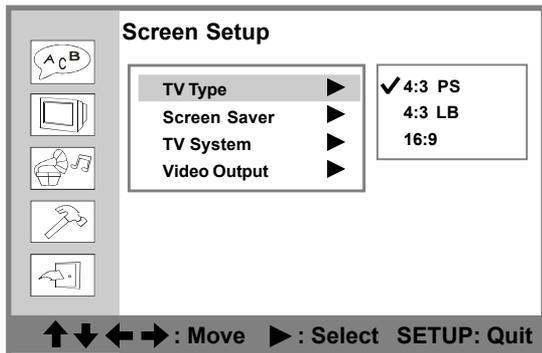 Screen Setup
A C B
TV Type
Screen Saver
TV System
Video Output
4:3 PS
4:3 LB
16:9
: Move : Select SETUP: Quit